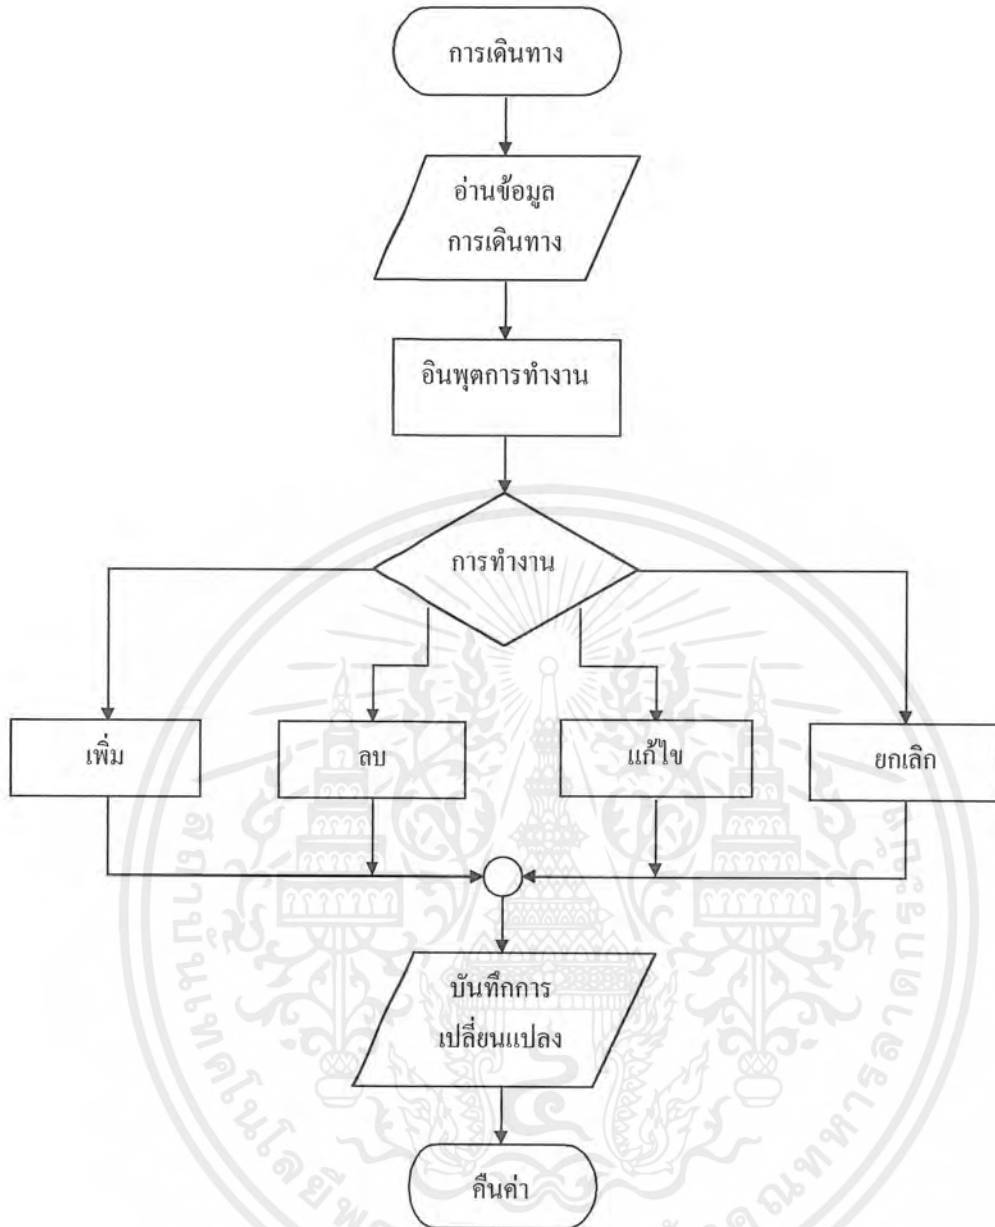 การเดินทาง
อ่านข้อมูล
การเดินทาง
อินพุตการทำงาน
การทำงาน
เพิ่ม
ลบ
แก้ไข
ยกเลิก
บันทึกการ
เปลี่ยนแปลง
คืนค่า